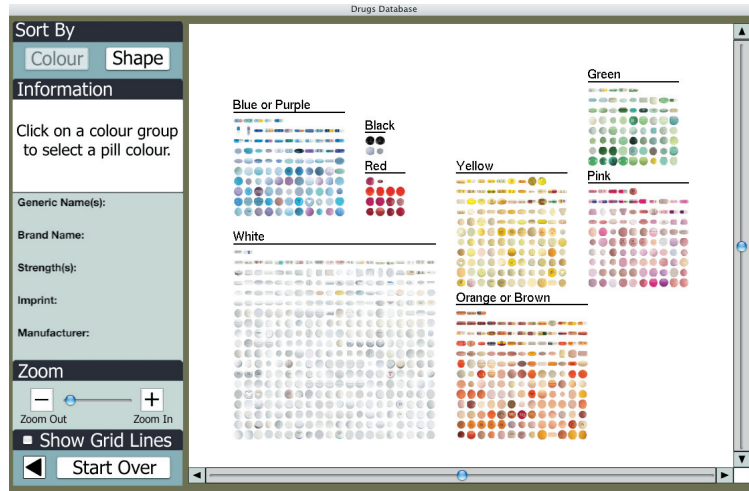 Drugs Database
Sort By
Colour
Shape
Information
Click on a colour group
to select a pill colour.
Generic Name(s):
Brand Name:
Strength(s):
Imprint:
Manufacturer:
Zoom
Zoom Out
Zoom In
Show Grid Lines
Start Over
Blue or Purple
Black
Red
White
Yellow
Orange or Brown
Green
Pink